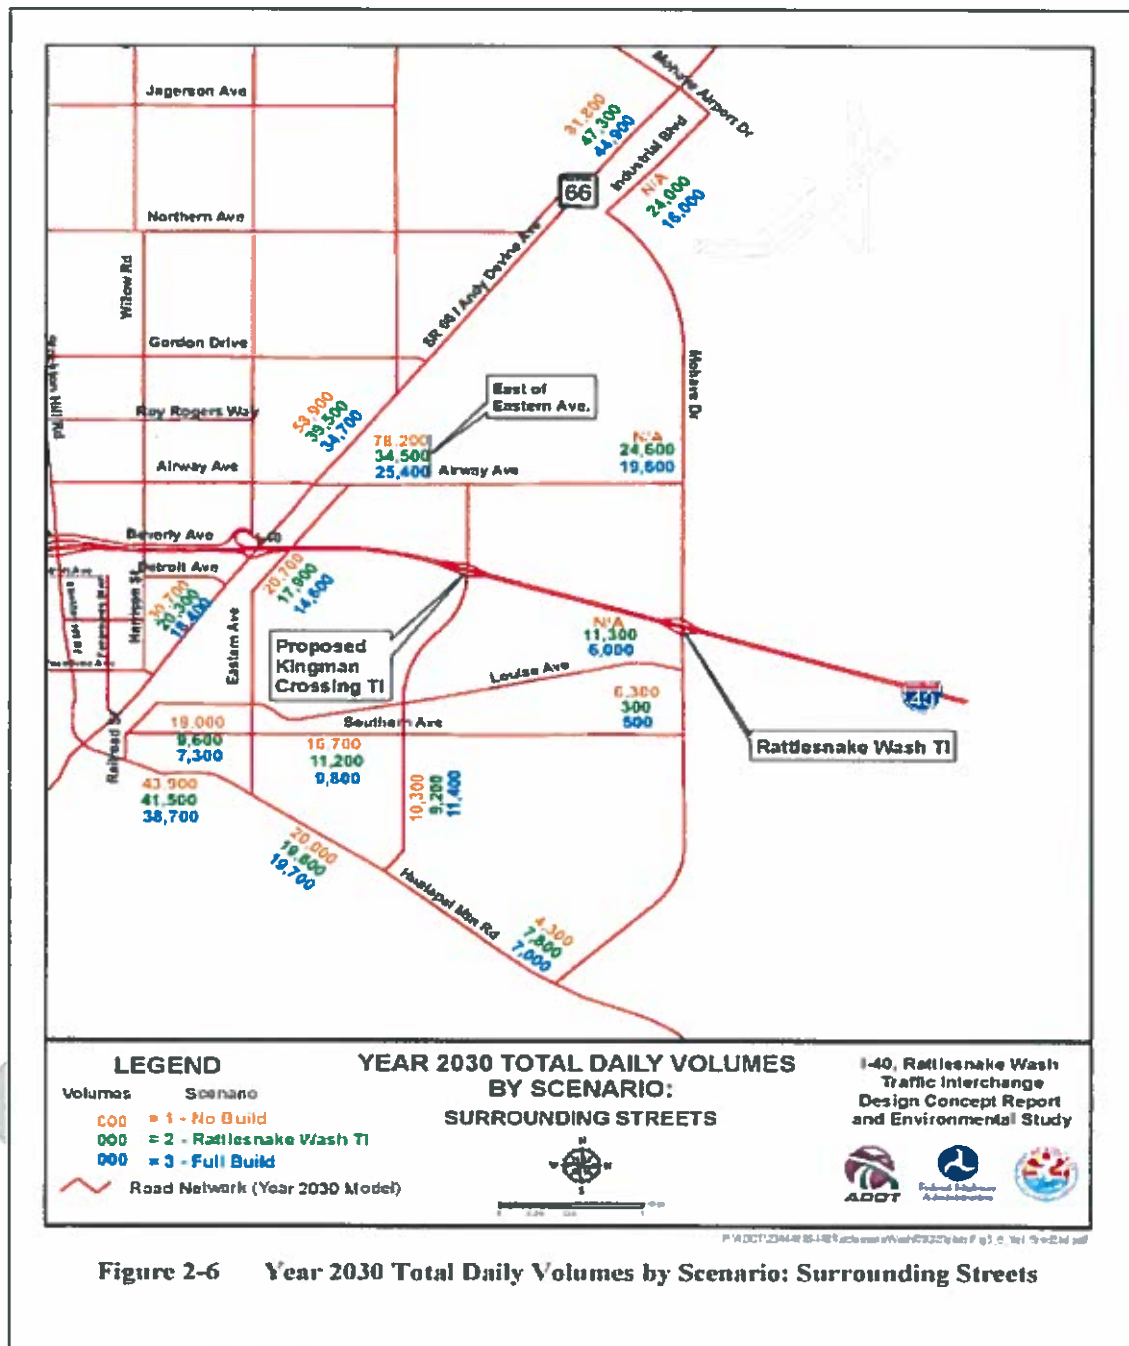 Jagerson Ave
Mohave Airport Dr
31,200
47,300
44,900
Industrial Blvd
66
N/A
24,000
16,000
Northern Ave
Willow Rd
SR 66 / Andy Devine Ave
Gordon Drive
Mohave Dr
East of
Eastern Ave.
Roy Rogers Way
53,900
39,500
34,700
78,200
34,500
25,400
N/A
24,600
19,600
Airway Ave
Airway Ave
Beverly Ave
I-40
Detroit Ave
Harrison St
30,700
20,300
18,400
20,700
17,900
14,600
Eastern Ave
Proposed
Kingman
Crossing TI
N/A
11,300
6,000
Louise Ave
40
Southern Ave
6,300
300
500
Rattlesnake Wash TI
Railroad St
19,000
9,600
7,300
16,700
11,200
9,800
10,300
9,200
11,400
43,900
41,500
38,700
20,000
19,600
19,700
Hualapai Mtn Rd
4,300
7,800
7,000
LEGEND
Volumes Scenario
000 = 1 - No Build
000 = 2 - Rattlesnake Wash TI
000 = 3 - Full Build
Road Network (Year 2030 Model)
YEAR 2030 TOTAL DAILY VOLUMES
BY SCENARIO:
SURROUNDING STREETS
N
S
I-40, Rattlesnake Wash
Traffic Interchange
Design Concept Report
and Environmental Study
ADOT
Federal Highway
Administration
Figure 2-6 Year 2030 Total Daily Volumes by Scenario: Surrounding Streets